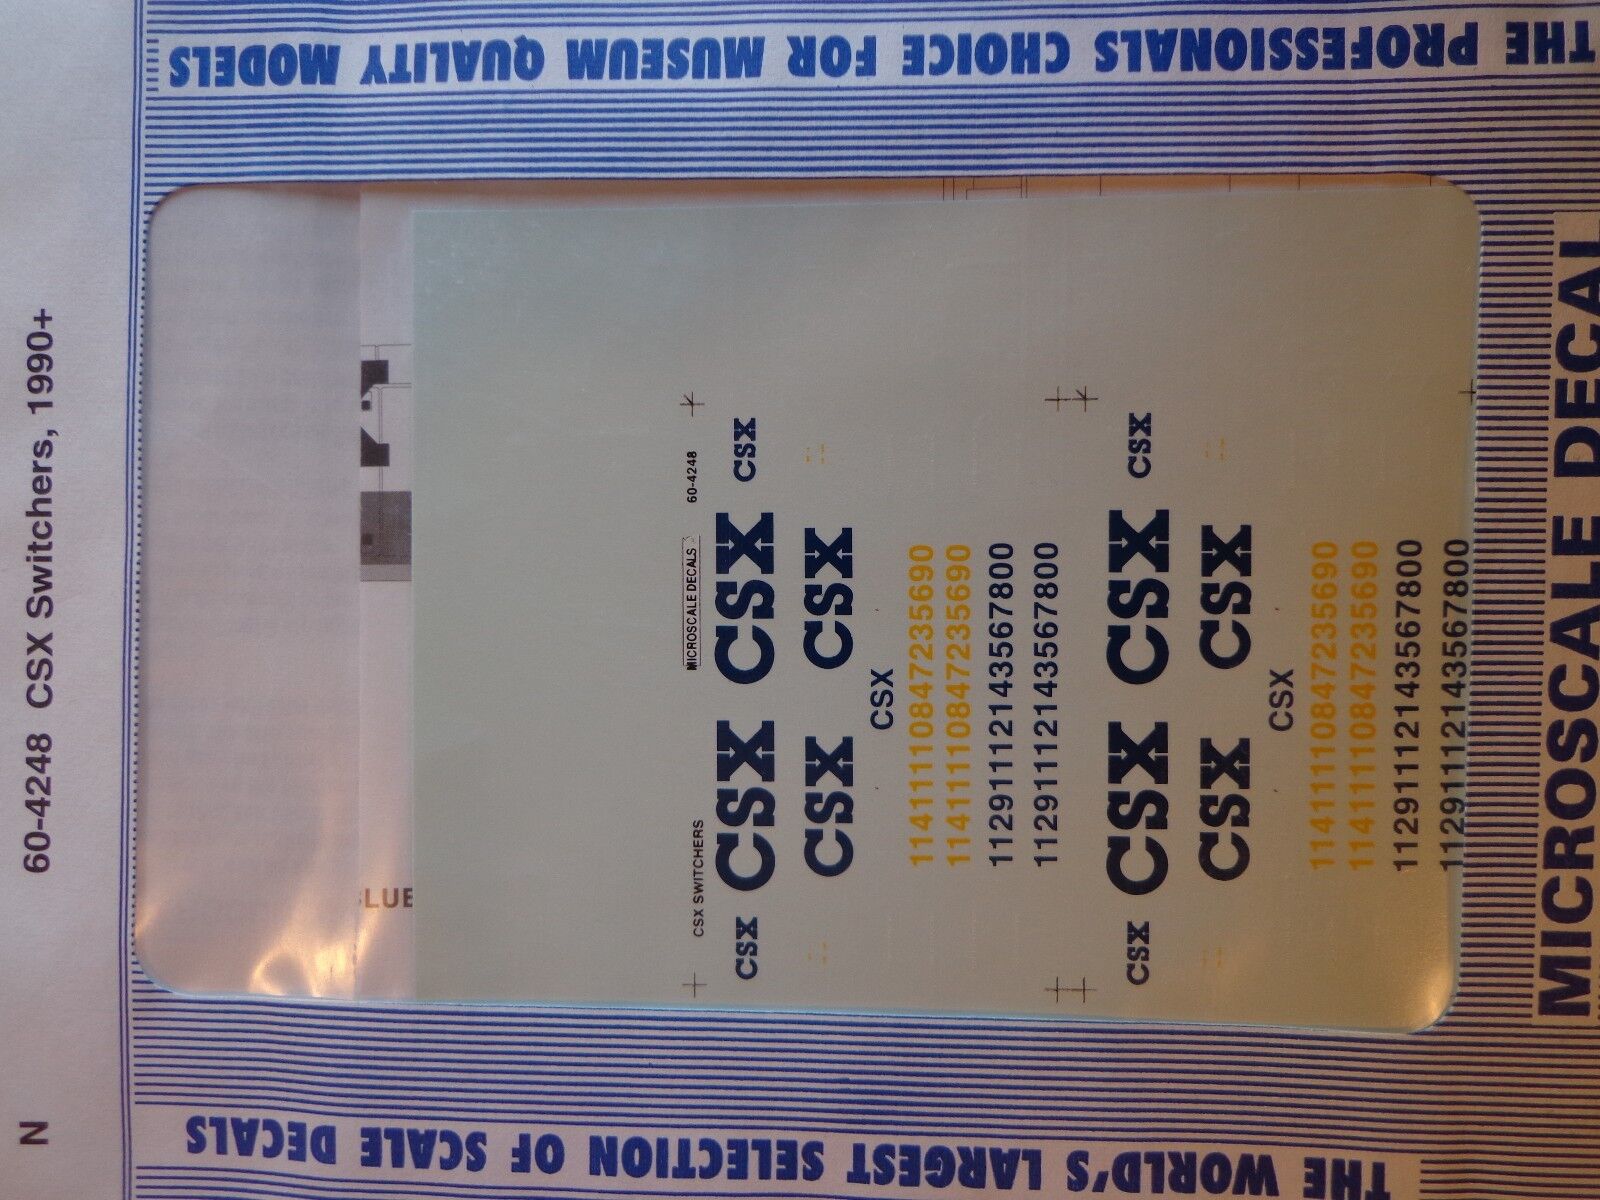 N 60-4248 CSX Switchers, 1990+
THE PROFESSIONALS CHOICE FOR MUSEUM QUALITY MODELS
CSX SWITCHERS MICROSCALE DECALS 60-4248
CSX CSX CSX CSX
CSX CSX
CSX
11411110847235690
11411110847235690
11291112143567800
11291112143567800
CSX CSX CSX CSX
CSX CSX
CSX
11411110847235690
11411110847235690
11291112143567800
11291112143567800
MICROSCALE DECAL
THE WORLD'S LARGEST SELECTION OF SCALE DECALS